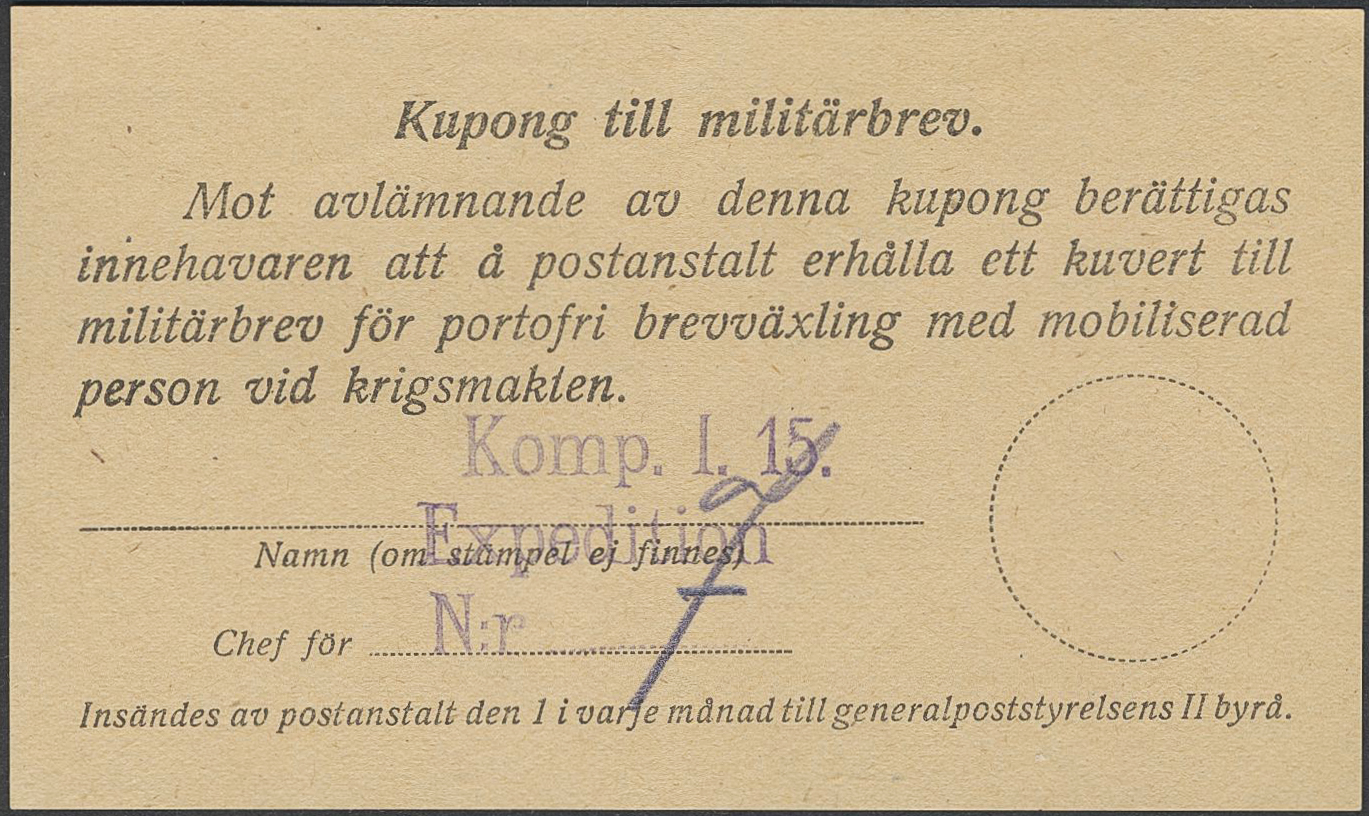 Kupong till militärbrev.
Mot avlämnande av denna kupong berättigas
innehavaren att å postanstalt erhålla ett kuvert till
militärbrev för portofri brevväxling med mobiliserad
person vid krigsmakten.
Komp. I. 15.
Expedition
Namn (om stämpel ej finnes)
N:r 7
Chef för
Insändes av postanstalt den 1 i varje månad till generalpoststyrelsens II byrå.